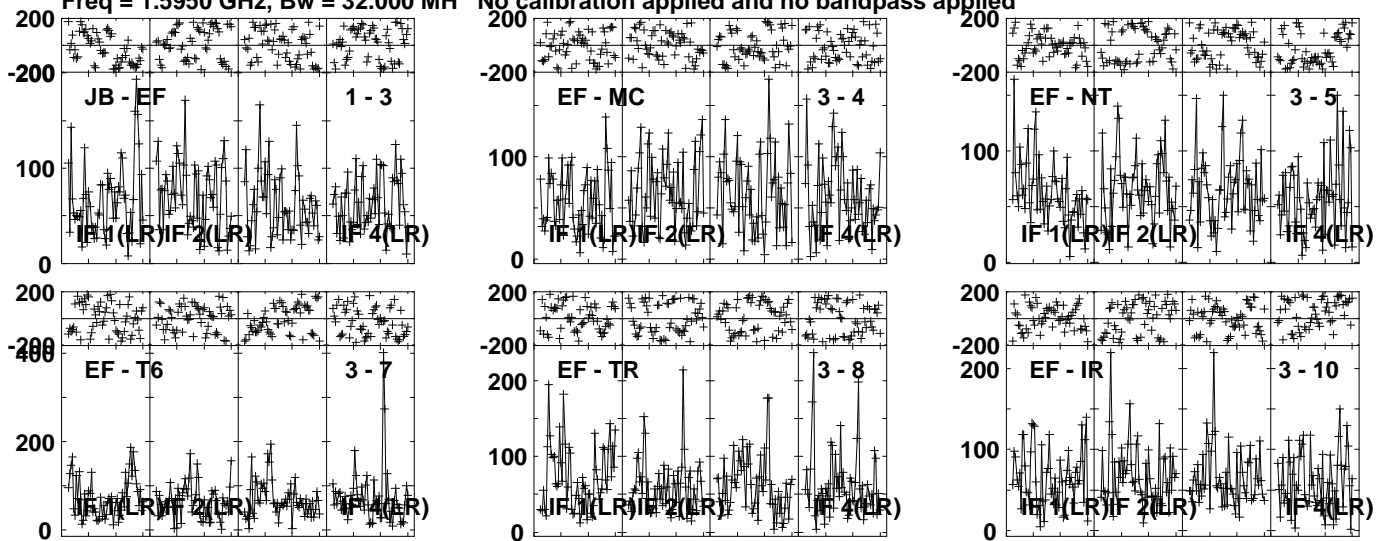 Freq = 1.5950 GHz, Bw = 32.000 MH No calibration applied and no bandpass applied
200
-200
JB - EF 1 - 3
100
IF 1(LR) IF 2(LR) IF 4(LR)
0
200
-200
EF - MC 3 - 4
100
IF 1(LR) IF 2(LR) IF 4(LR)
0
200
-200
EF - NT 3 - 5
100
IF 1(LR) IF 2(LR) IF 4(LR)
0
200
-200
400
EF - T6 3 - 7
200
IF 1(LR) IF 2(LR) IF 4(LR)
0
200
-200
EF - TR 3 - 8
200
100
IF 1(LR) IF 2(LR) IF 4(LR)
0
200
-200
EF - IR 3 - 10
200
100
IF 1(LR) IF 2(LR) IF 4(LR)
0